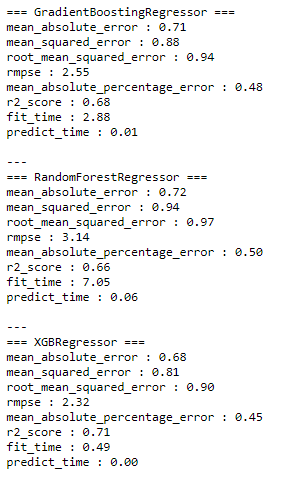 === GradientBoostingRegressor ===
mean_absolute_error : 0.71
mean_squared_error : 0.88
root_mean_squared_error : 0.94
rmpse : 2.55
mean_absolute_percentage_error : 0.48
r2_score : 0.68
fit_time : 2.88
predict_time : 0.01
---
=== RandomForestRegressor ===
mean_absolute_error : 0.72
mean_squared_error : 0.94
root_mean_squared_error : 0.97
rmpse : 3.14
mean_absolute_percentage_error : 0.50
r2_score : 0.66
fit_time : 7.05
predict_time : 0.06
---
=== XGBRegressor ===
mean_absolute_error : 0.68
mean_squared_error : 0.81
root_mean_squared_error : 0.90
rmpse : 2.32
mean_absolute_percentage_error : 0.45
r2_score : 0.71
fit_time : 0.49
predict_time : 0.00